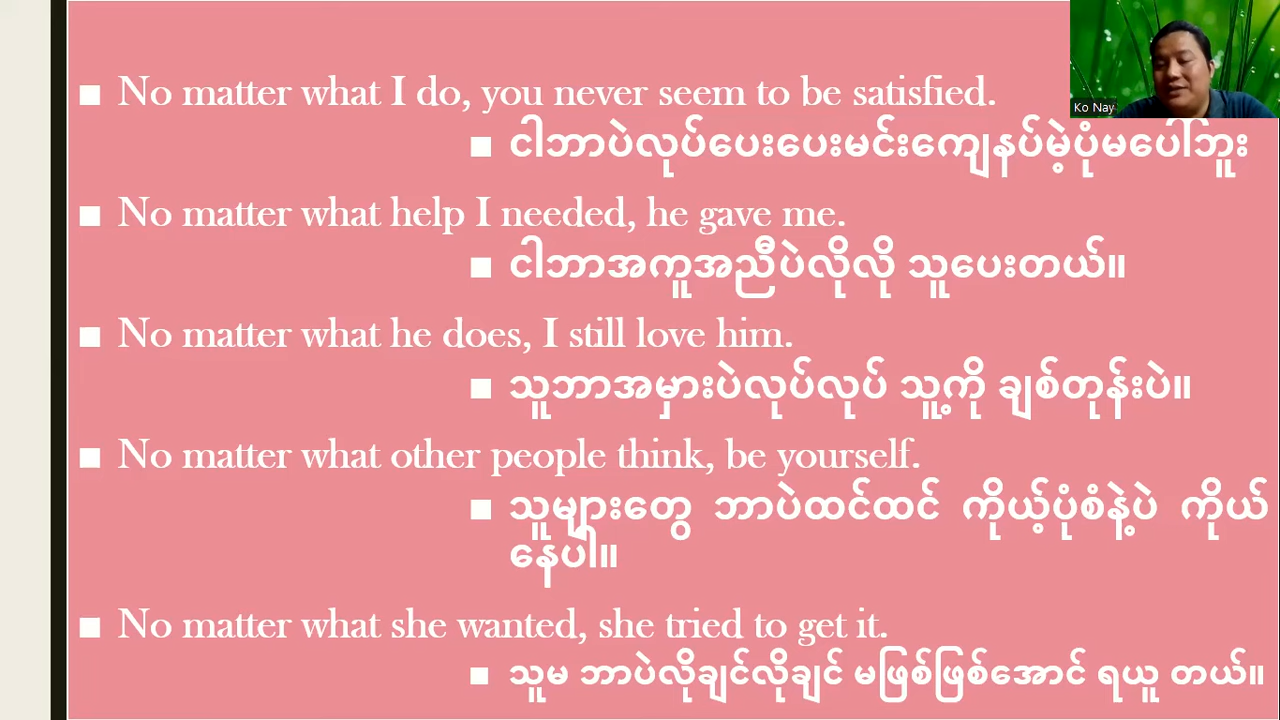 Ko Nay
No matter what I do, you never seem to be satisfied.
ငါဘာပဲလုပ်ပေးပေးမင်းကျေနပ်မဲ့ပုံမပေါ်ဘူး
No matter what help I needed, he gave me.
ငါဘာအကူအညီပဲလိုလို သူပေးတယ်။
No matter what he does, I still love him.
သူဘာအမှားပဲလုပ်လုပ် သူ့ကို ချစ်တုန်းပဲ။
No matter what other people think, be yourself.
သူများတွေ ဘာပဲထင်ထင် ကိုယ့်ပုံစံနဲ့ပဲ ကိုယ်
နေပါ။
No matter what she wanted, she tried to get it.
သူမ ဘာပဲလိုချင်လိုချင် မဖြစ်ဖြစ်အောင် ရယူ တယ်။